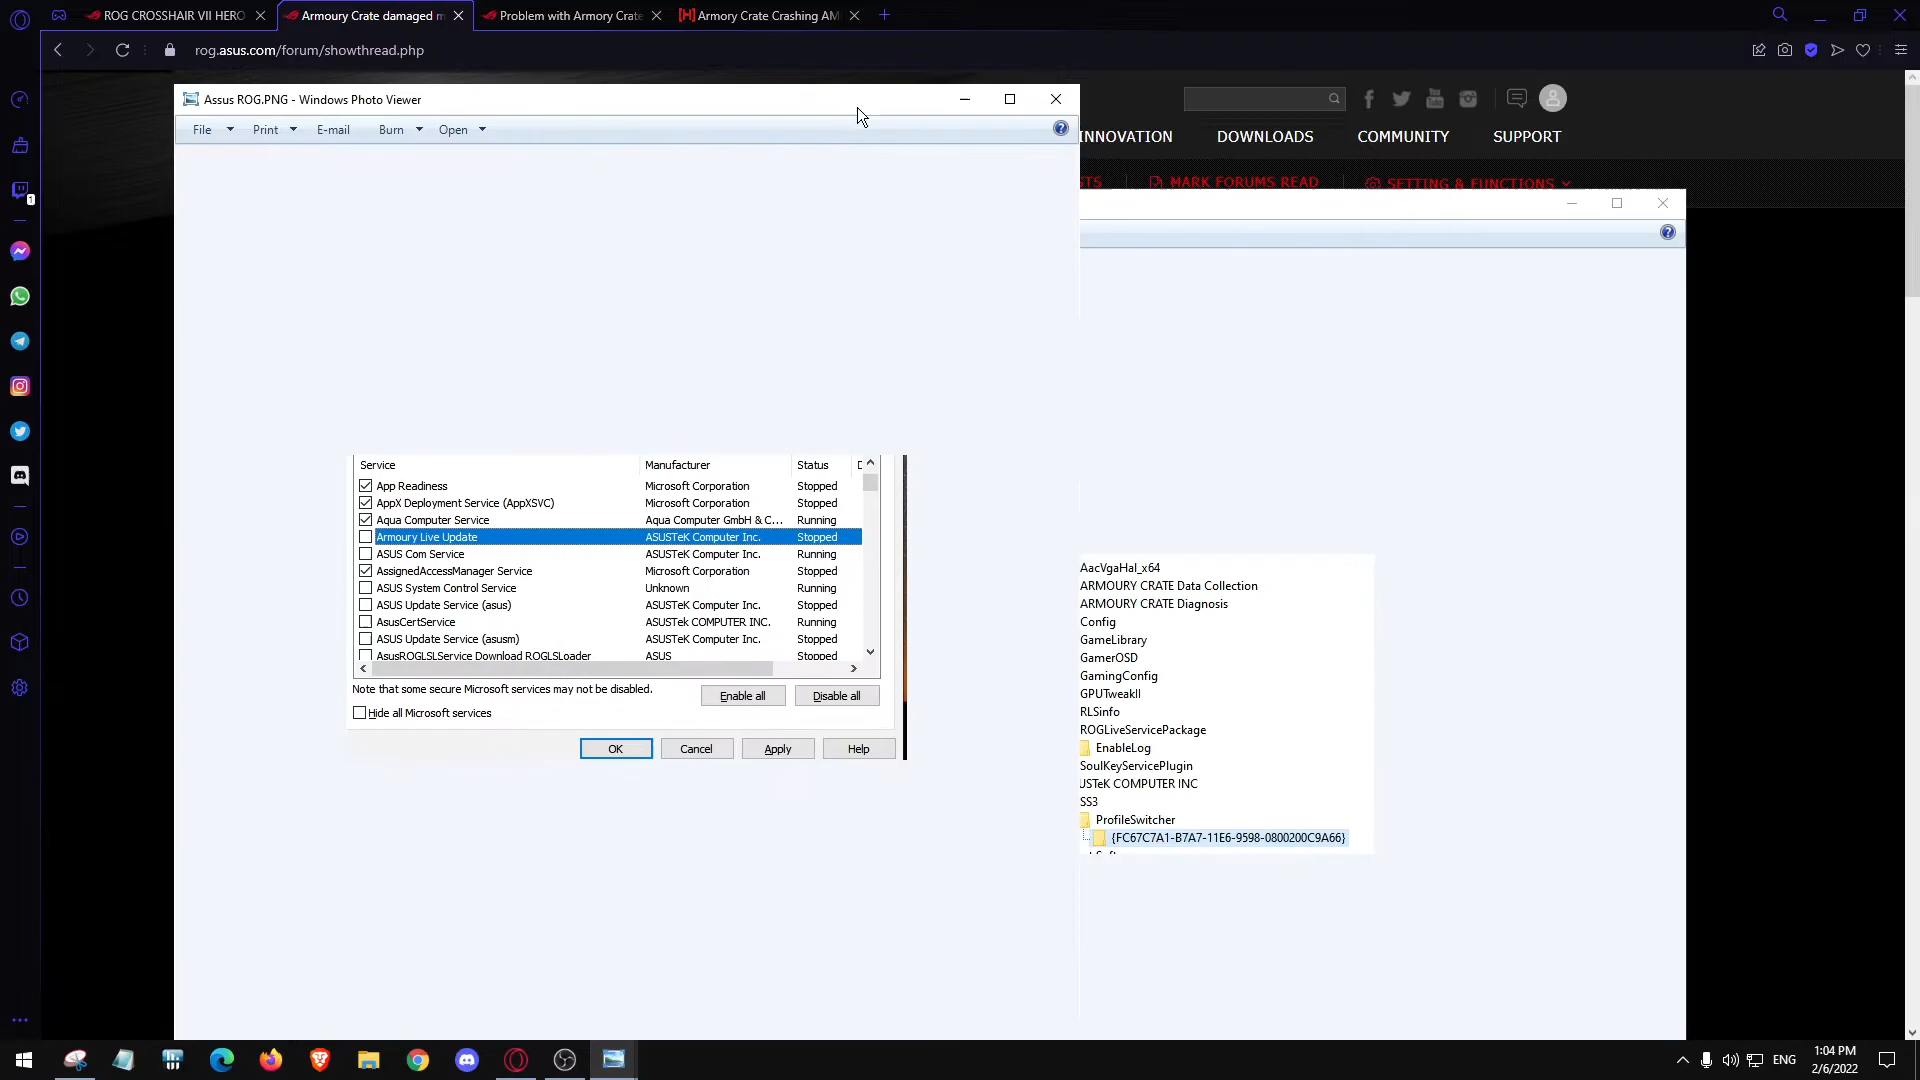 ROG CROSSHAIR VII HERO
Armoury Crate damaged m
Problem with Armory Crate
Armory Crate Crashing AM
rog.asus.com/forum/showthread.php
Assus ROG.PNG - Windows Photo Viewer
File Print E-mail Burn Open
INNOVATION DOWNLOADS COMMUNITY SUPPORT
STS MARK FORUMS READ SETTING & FUNCTIONS
1
Service Manufacturer Status D
App Readiness Microsoft Corporation Stopped
AppX Deployment Service (AppXSVC) Microsoft Corporation Stopped
Aqua Computer Service Aqua Computer GmbH & C... Running
Armoury Live Update ASUSTeK Computer Inc. Stopped
ASUS Com Service ASUSTeK Computer Inc. Running
AssignedAccessManager Service Microsoft Corporation Stopped
ASUS System Control Service Unknown Running
ASUS Update Service (asus) ASUSTeK Computer Inc. Stopped
AsusCertService ASUSTek COMPUTER INC. Running
ASUS Update Service (asusm) ASUSTeK Computer Inc. Stopped
AsusROGLSLService Download ROGLSLoader ASUS Stopped
Note that some secure Microsoft services may not be disabled.
Enable all Disable all
Hide all Microsoft services
OK Cancel Apply Help
AacVgaHal_x64
ARMOURY CRATE Data Collection
ARMOURY CRATE Diagnosis
Config
GameLibrary
GamerOSD
GamingConfig
GPUTweakII
RLSinfo
ROGLiveServicePackage
EnableLog
SoulKeyServicePlugin
USTeK COMPUTER INC
SS3
ProfileSwitcher
{FC67C7A1-B7A7-11E6-9598-0800200C9A66}
ENG
1:04 PM
2/6/2022